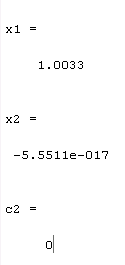 x1 =
1.0033
x2 =
-5.5511e-017
c2 =
0